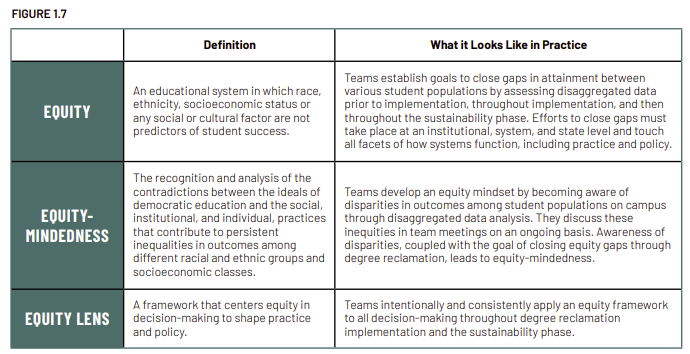 FIGURE 1.7
Definition
What it Looks Like in Practice
EQUITY
An educational system in which race,
ethnicity, socioeconomic status or
any social or cultural factor are not
predictors of student success.
Teams establish goals to close gaps in attainment between
various student populations by assessing disaggregated data
prior to implementation, throughout implementation, and then
throughout the sustainability phase. Efforts to close gaps must
take place at an institutional, system, and state level and touch
all facets of how systems function, including practice and policy.
EQUITY-
MINDEDNESS
The recognition and analysis of the
contradictions between the ideals of
democratic education and the social,
institutional, and individual, practices
that contribute to persistent
inequalities in outcomes among
different racial and ethnic groups and
socioeconomic classes.
Teams develop an equity mindset by becoming aware of
disparities in outcomes among student populations on campus
through disaggregated data analysis. They discuss these
inequities in team meetings on an ongoing basis. Awareness of
disparities, coupled with the goal of closing equity gaps through
degree reclamation, leads to equity-mindedness.
EQUITY LENS
A framework that centers equity in
decision-making to shape practice
and policy.
Teams intentionally and consistently apply an equity framework
to all decision-making throughout degree reclamation
implementation and the sustainability phase.